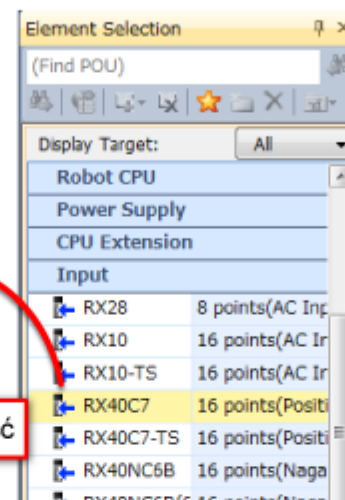 Element Selection
(Find POU)
Display Target: All
Robot CPU
Power Supply
CPU Extension
Input
RX28 8 points(AC Inp
RX10 16 points(AC Ir
RX10-TS 16 points(AC Ir
RX40C7 16 points(Positi
ć
RX40C7-TS 16 points(Positi
RX40NC6B 16 points(Naga